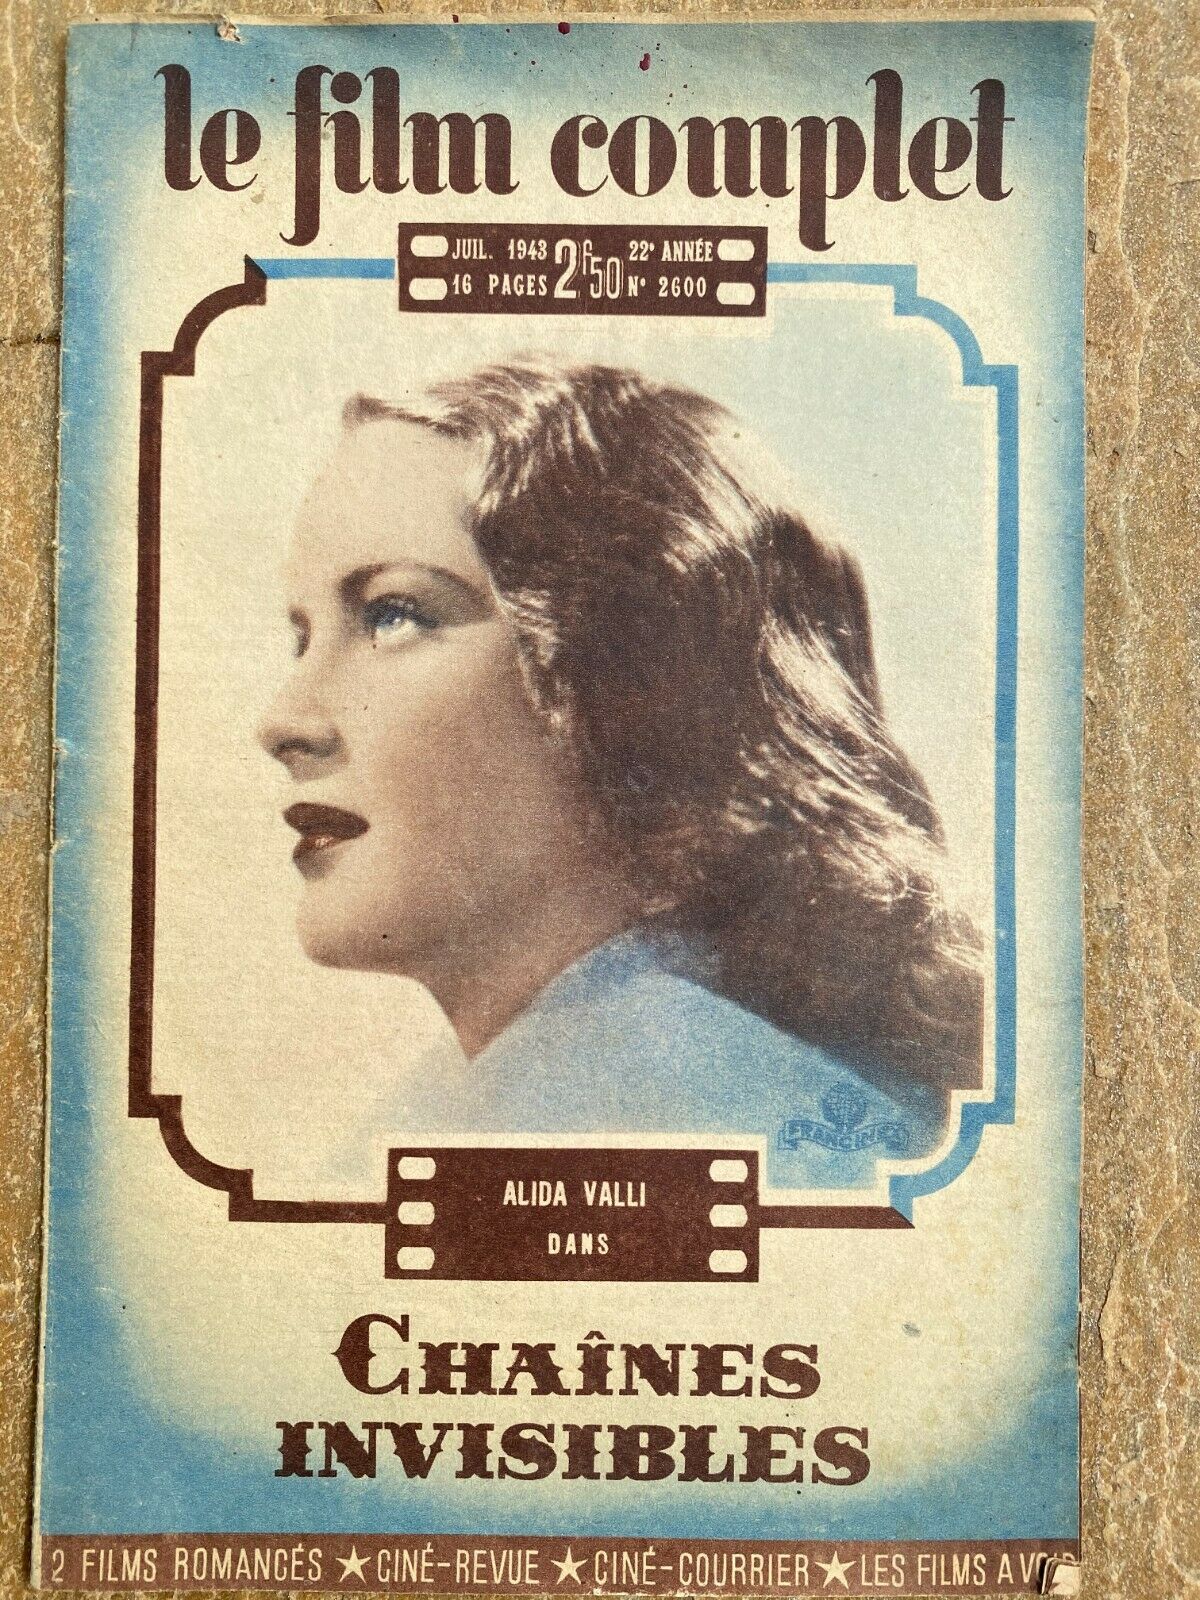 le film complet
JUIL. 1943 2f50 22e ANNÉE
16 PAGES N° 2600
FRANCINEX
ALIDA VALLI
DANS
CHAÎNES
INVISIBLES
2 FILMS ROMANCÉS ★ CINÉ-REVUE ★ CINÉ-COURRIER ★ LES FILMS A VOIR